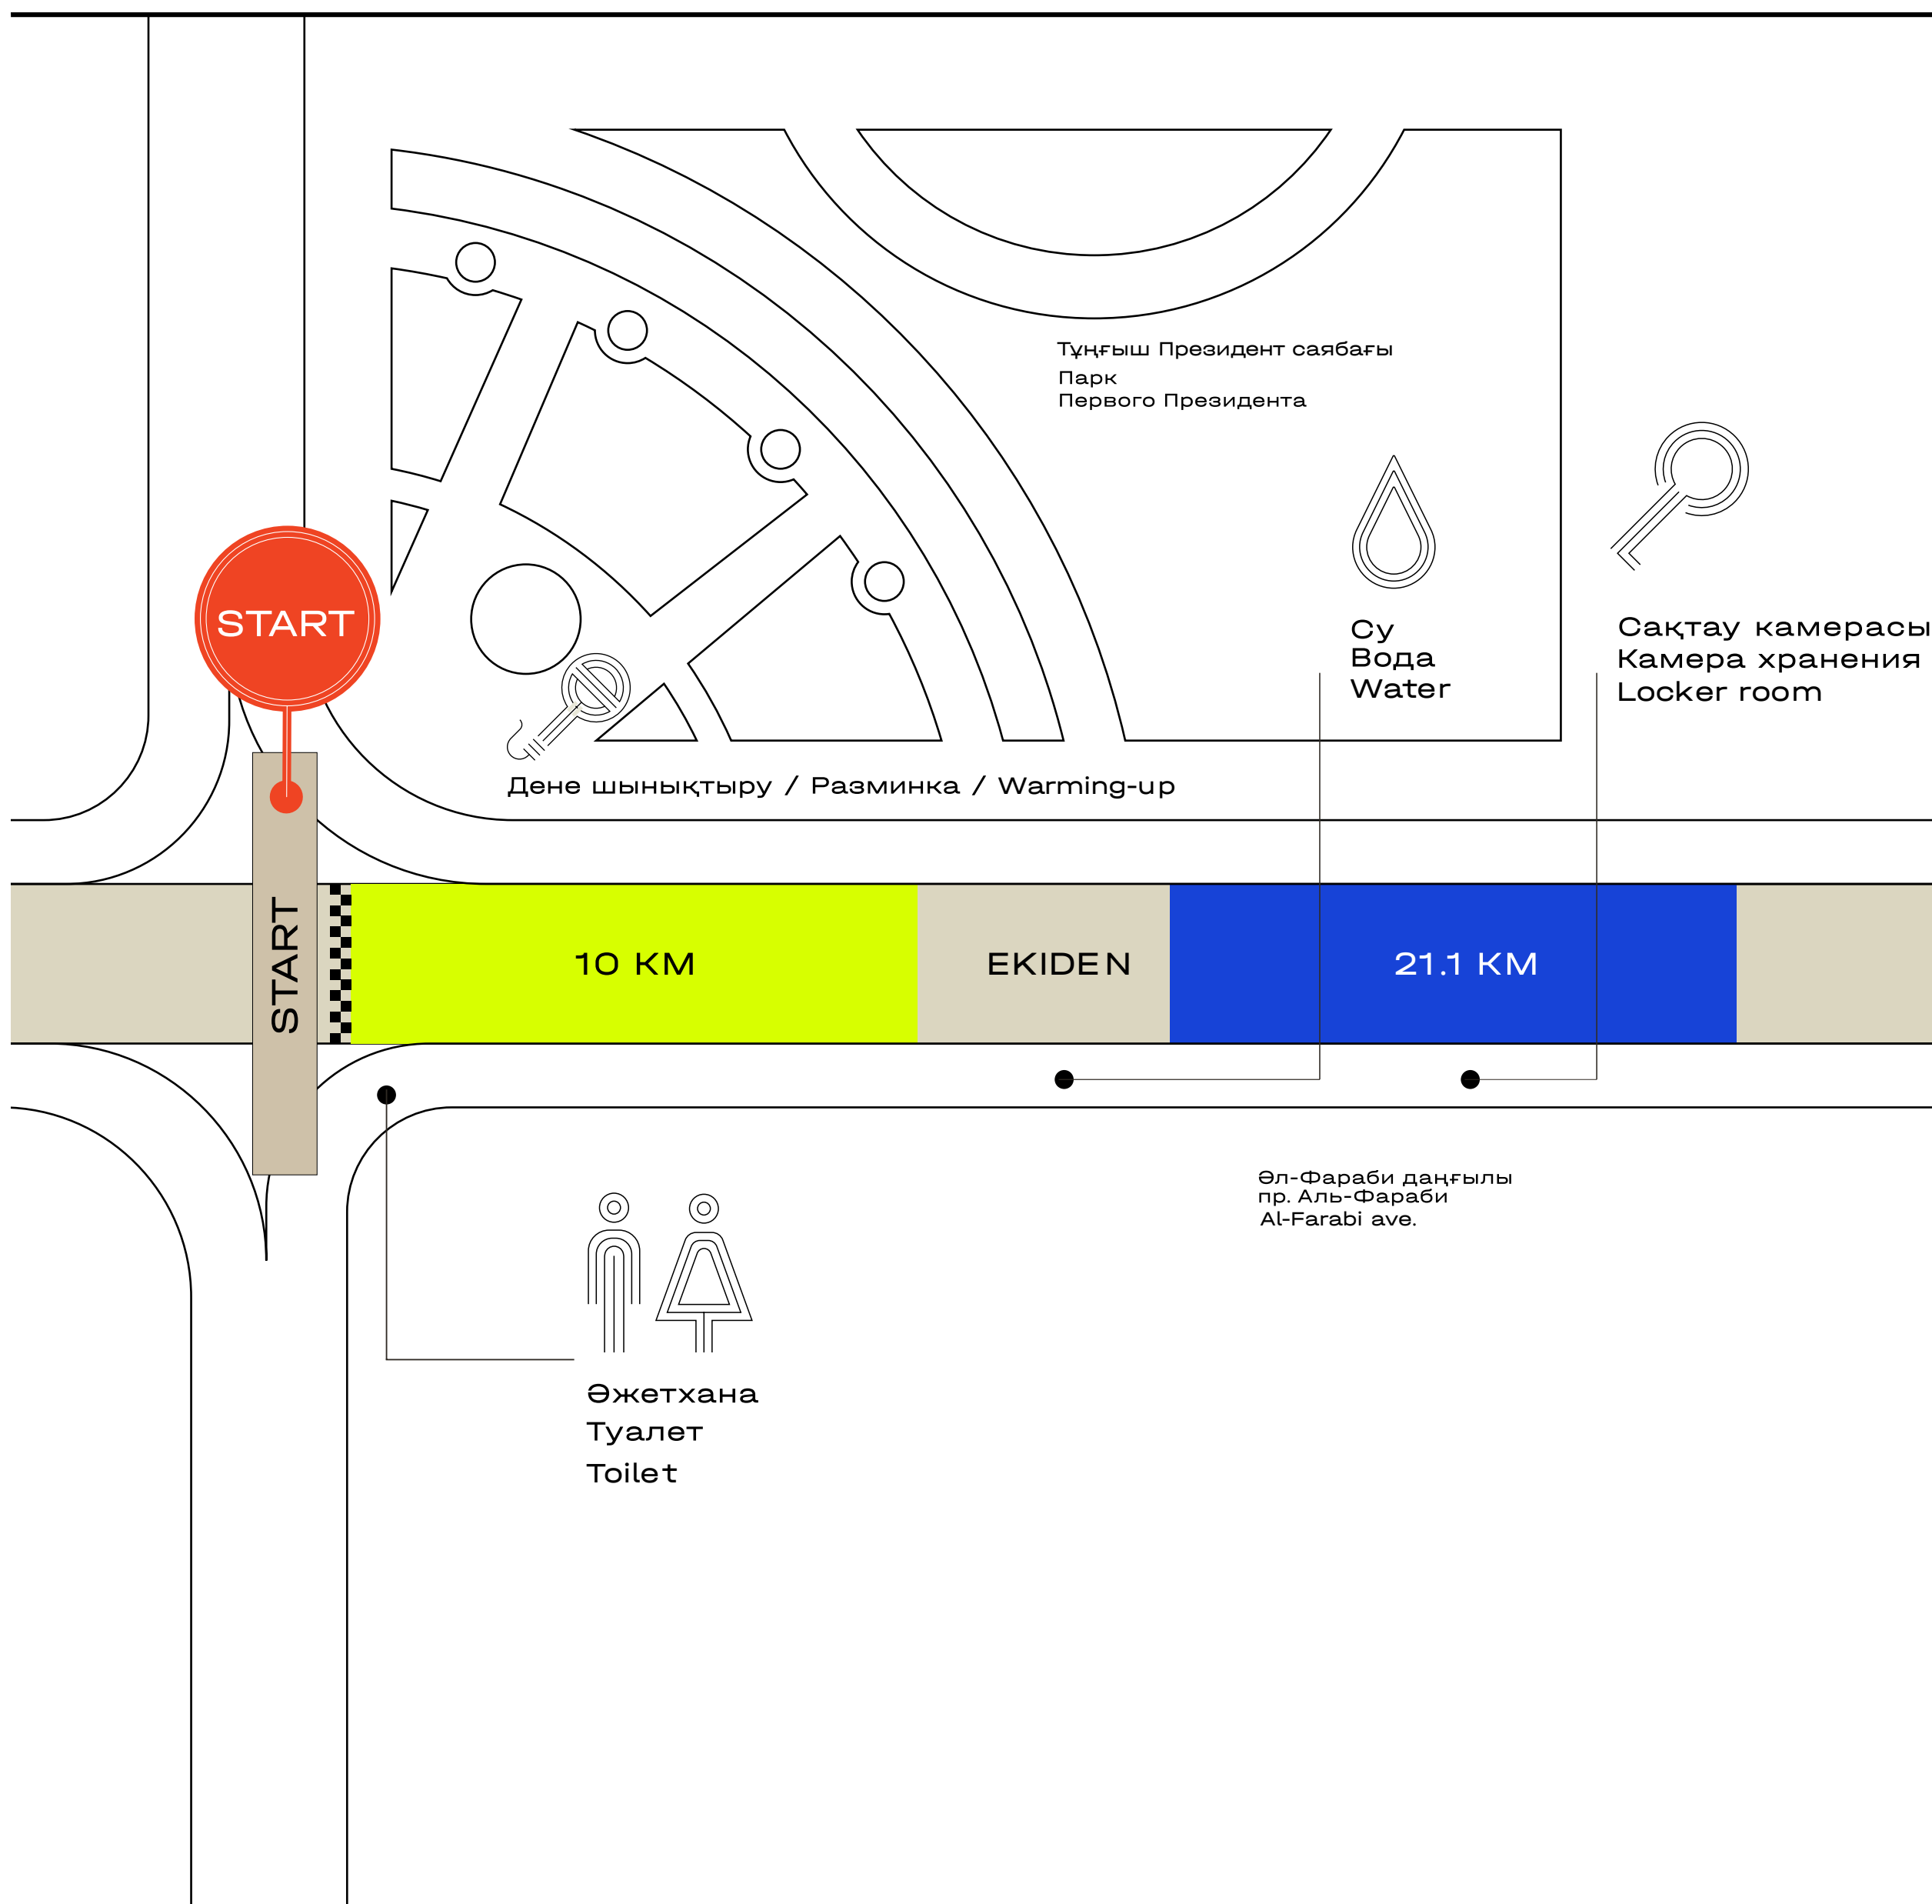 Тұңғыш Президент саябағы
Парк
Первого Президента
START
Су
Вода
Water
Сақтау камерасы
Камера хранения
Locker room
Дене шынықтыру / Разминка / Warming-up
START
10 KM
EKIDEN
21.1 KM
Әл-Фараби даңғылы
пр. Аль-Фараби
Al-Farabi ave.
Әжетхана
Туалет
Toilet